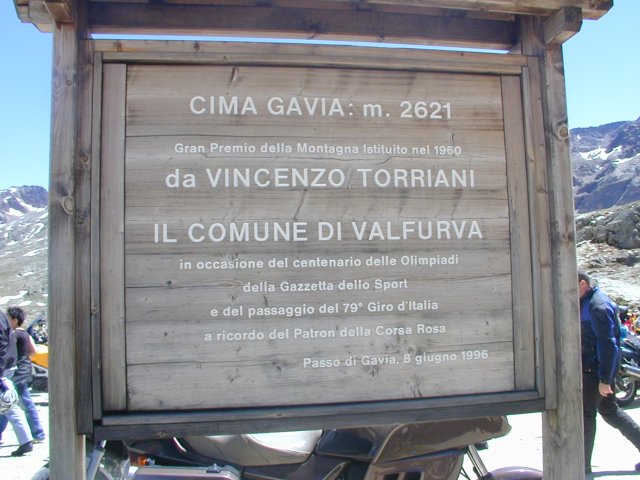 CIMA GAVIA: m. 2621
Gran Premio della Montagna Istituito nel 1960
da VINCENZO TORRIANI
IL COMUNE DI VALFURVA
in occasione del centenario delle Olimpiadi
della Gazzetta dello Sport
e del passaggio del 79° Giro d'Italia
a ricordo del Patron della Corsa Rosa
Passo di Gavia, 8 giugno 1996